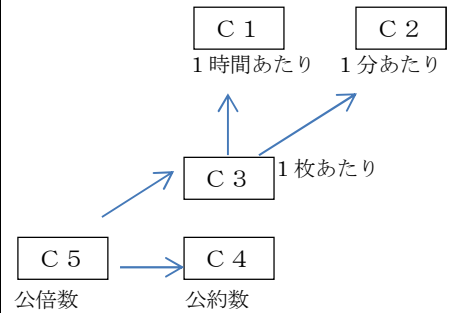 Ｃ１ Ｃ２
１時間あたり １分あたり
Ｃ３ １枚あたり
Ｃ５ Ｃ４
公倍数 公約数